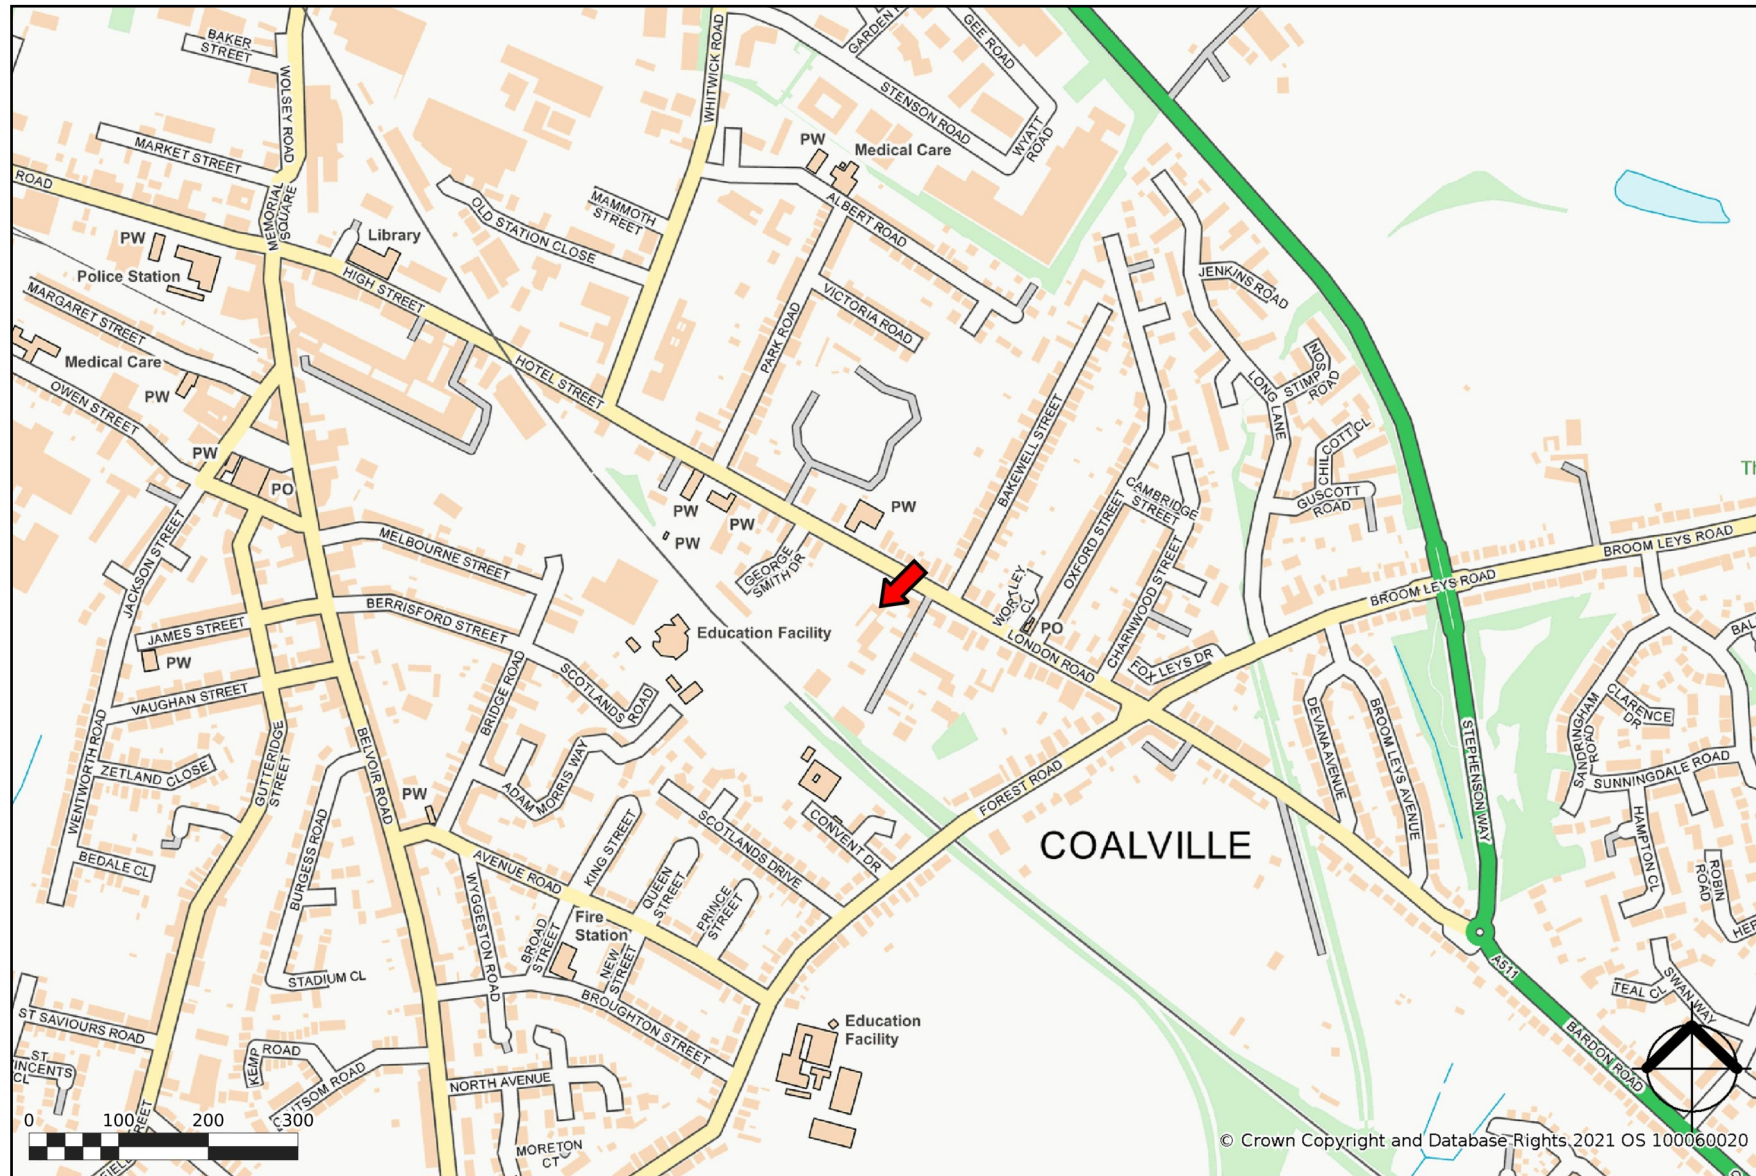 BAKER
STREET
WOLSEY ROAD
WHITWICK ROAD
GEE ROAD
STENSON ROAD
WYATT
ROAD
MARKET STREET
ROAD
MEMORIAL
SQUARE
PW
Medical Care
MAMMOTH
STREET
OLD STATION CLOSE
ALBERT ROAD
PW
Library
Police Station
HIGH STREET
MARGARET STREET
PARK ROAD
VICTORIA ROAD
JENKINS ROAD
Medical Care
PW
OWEN STREET
HOTEL STREET
STIMPSON
ROAD
LONG
LANE
BAKEWELL STREET
CHILCOTT CL
GUSCOTT
ROAD
PW
PO
PW
PW
PW
PW
CAMBRIDGE
STREET
OXFORD STREET
MELBOURNE STREET
JACKSON STREET
GEORGE
SMITH DR
BROOM LEYS ROAD
BROOM LEYS ROAD
WORTLEY
CL
PO
CHARNWOOD STREET
BERRISFORD STREET
JAMES STREET
PW
Education Facility
LONDON ROAD
FOX LEYS DR
SCOTLANDS
ROAD
BRIDGE ROAD
VAUGHAN STREET
WENTWORTH ROAD
GUTTERIDGE
STREET
BELVOIR ROAD
DEVANA AVENUE
BROOM LEYS AVENUE
STEPHENSON WAY
SANDRINGHAM
ROAD
CLARENCE
DR
SUNNINGDALE ROAD
ZETLAND CLOSE
ADAM
MORRIS WAY
PW
FOREST ROAD
SCOTLANDS DRIVE
CONVENT DR
COALVILLE
HAMPTON CL
ROBIN
ROAD
BEDALE CL
BURGESS ROAD
AVENUE ROAD
KING STREET
QUEEN
STREET
PRINCE
STREET
WYGGESTON ROAD
BROAD
STREET
Fire
Station
NEW
STREET
STADIUM CL
BROUGHTON STREET
A511
SWAN WAY
TEAL CL
ST SAVIOURS ROAD
Education
Facility
KEMP
ROAD
ST
CL
NORTH AVENUE
BARDON ROAD
MORETON
CT
0 100 200 300
© Crown Copyright and Database Rights 2021 OS 100060020